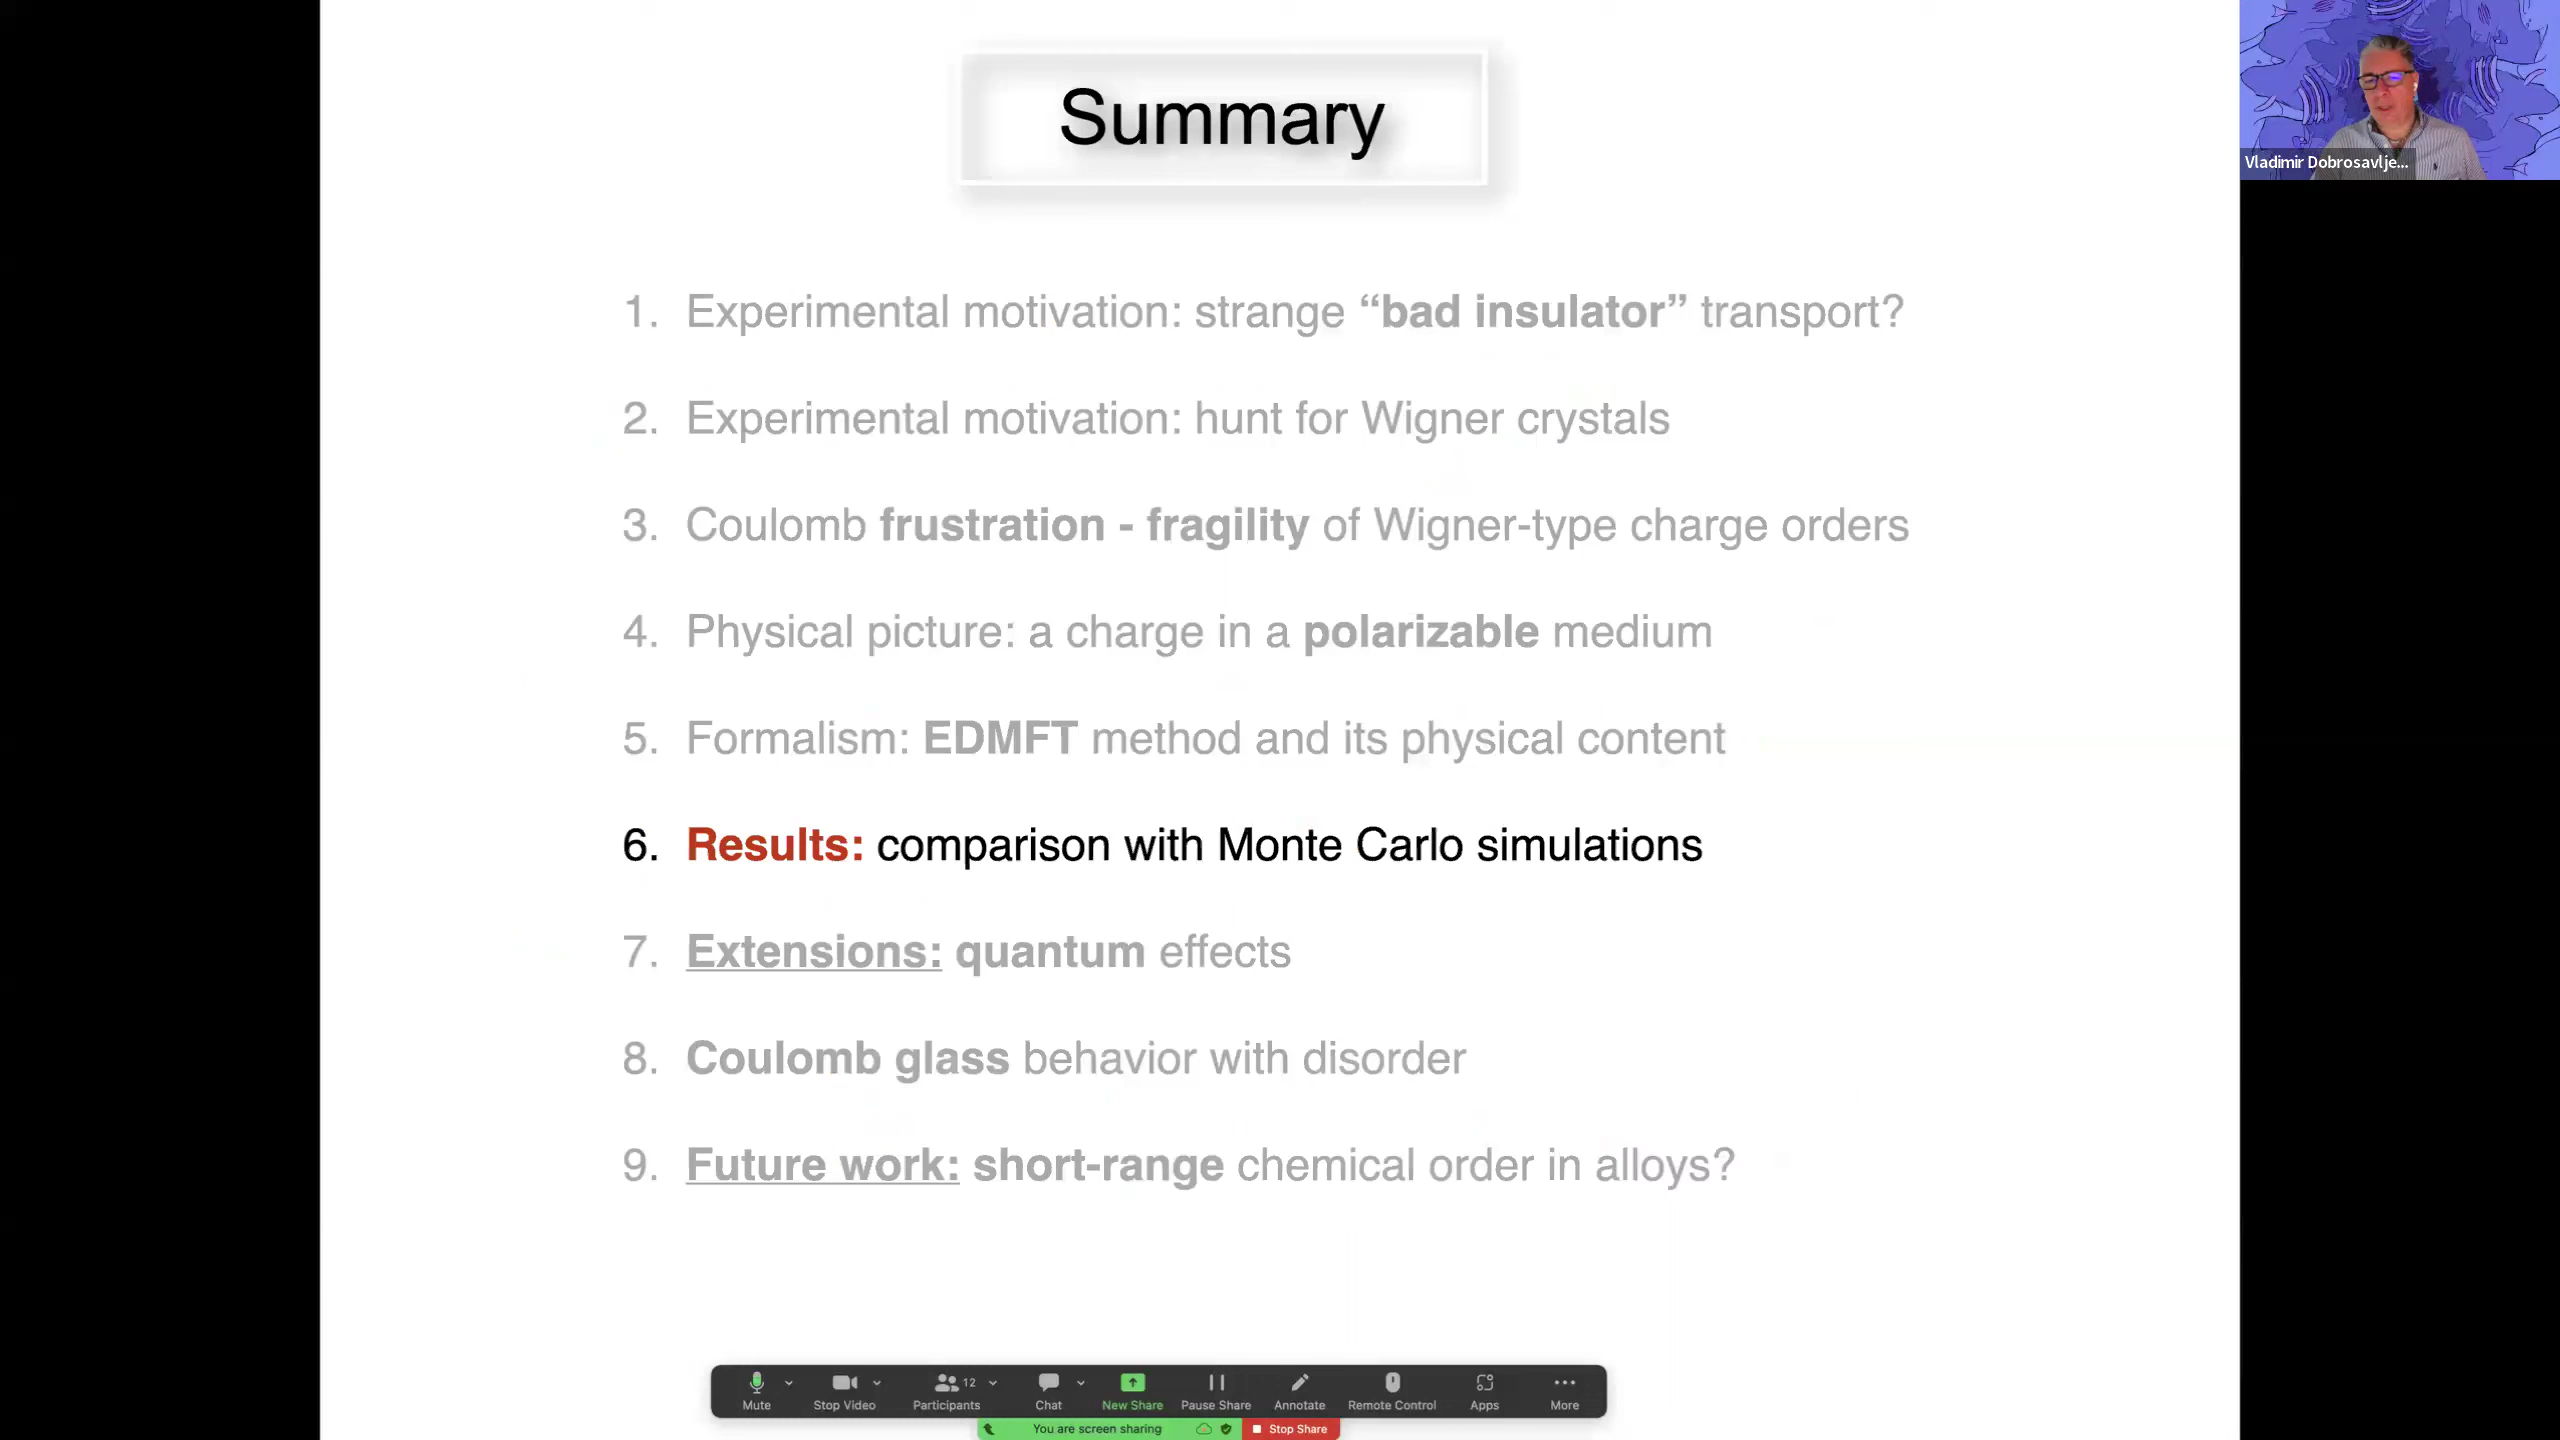 Summary
Vladimir Dobrosavlje...
1. Experimental motivation: strange “bad insulator” transport?
2. Experimental motivation: hunt for Wigner crystals
3. Coulomb frustration - fragility of Wigner-type charge orders
4. Physical picture: a charge in a polarizable medium
5. Formalism: EDMFT method and its physical content
6. Results: comparison with Monte Carlo simulations
7. Extensions: quantum effects
8. Coulomb glass behavior with disorder
9. Future work: short-range chemical order in alloys?
12
Mute Stop Video Participants Chat New Share Pause Share Annotate Remote Control Apps More
You are screen sharing Stop Share